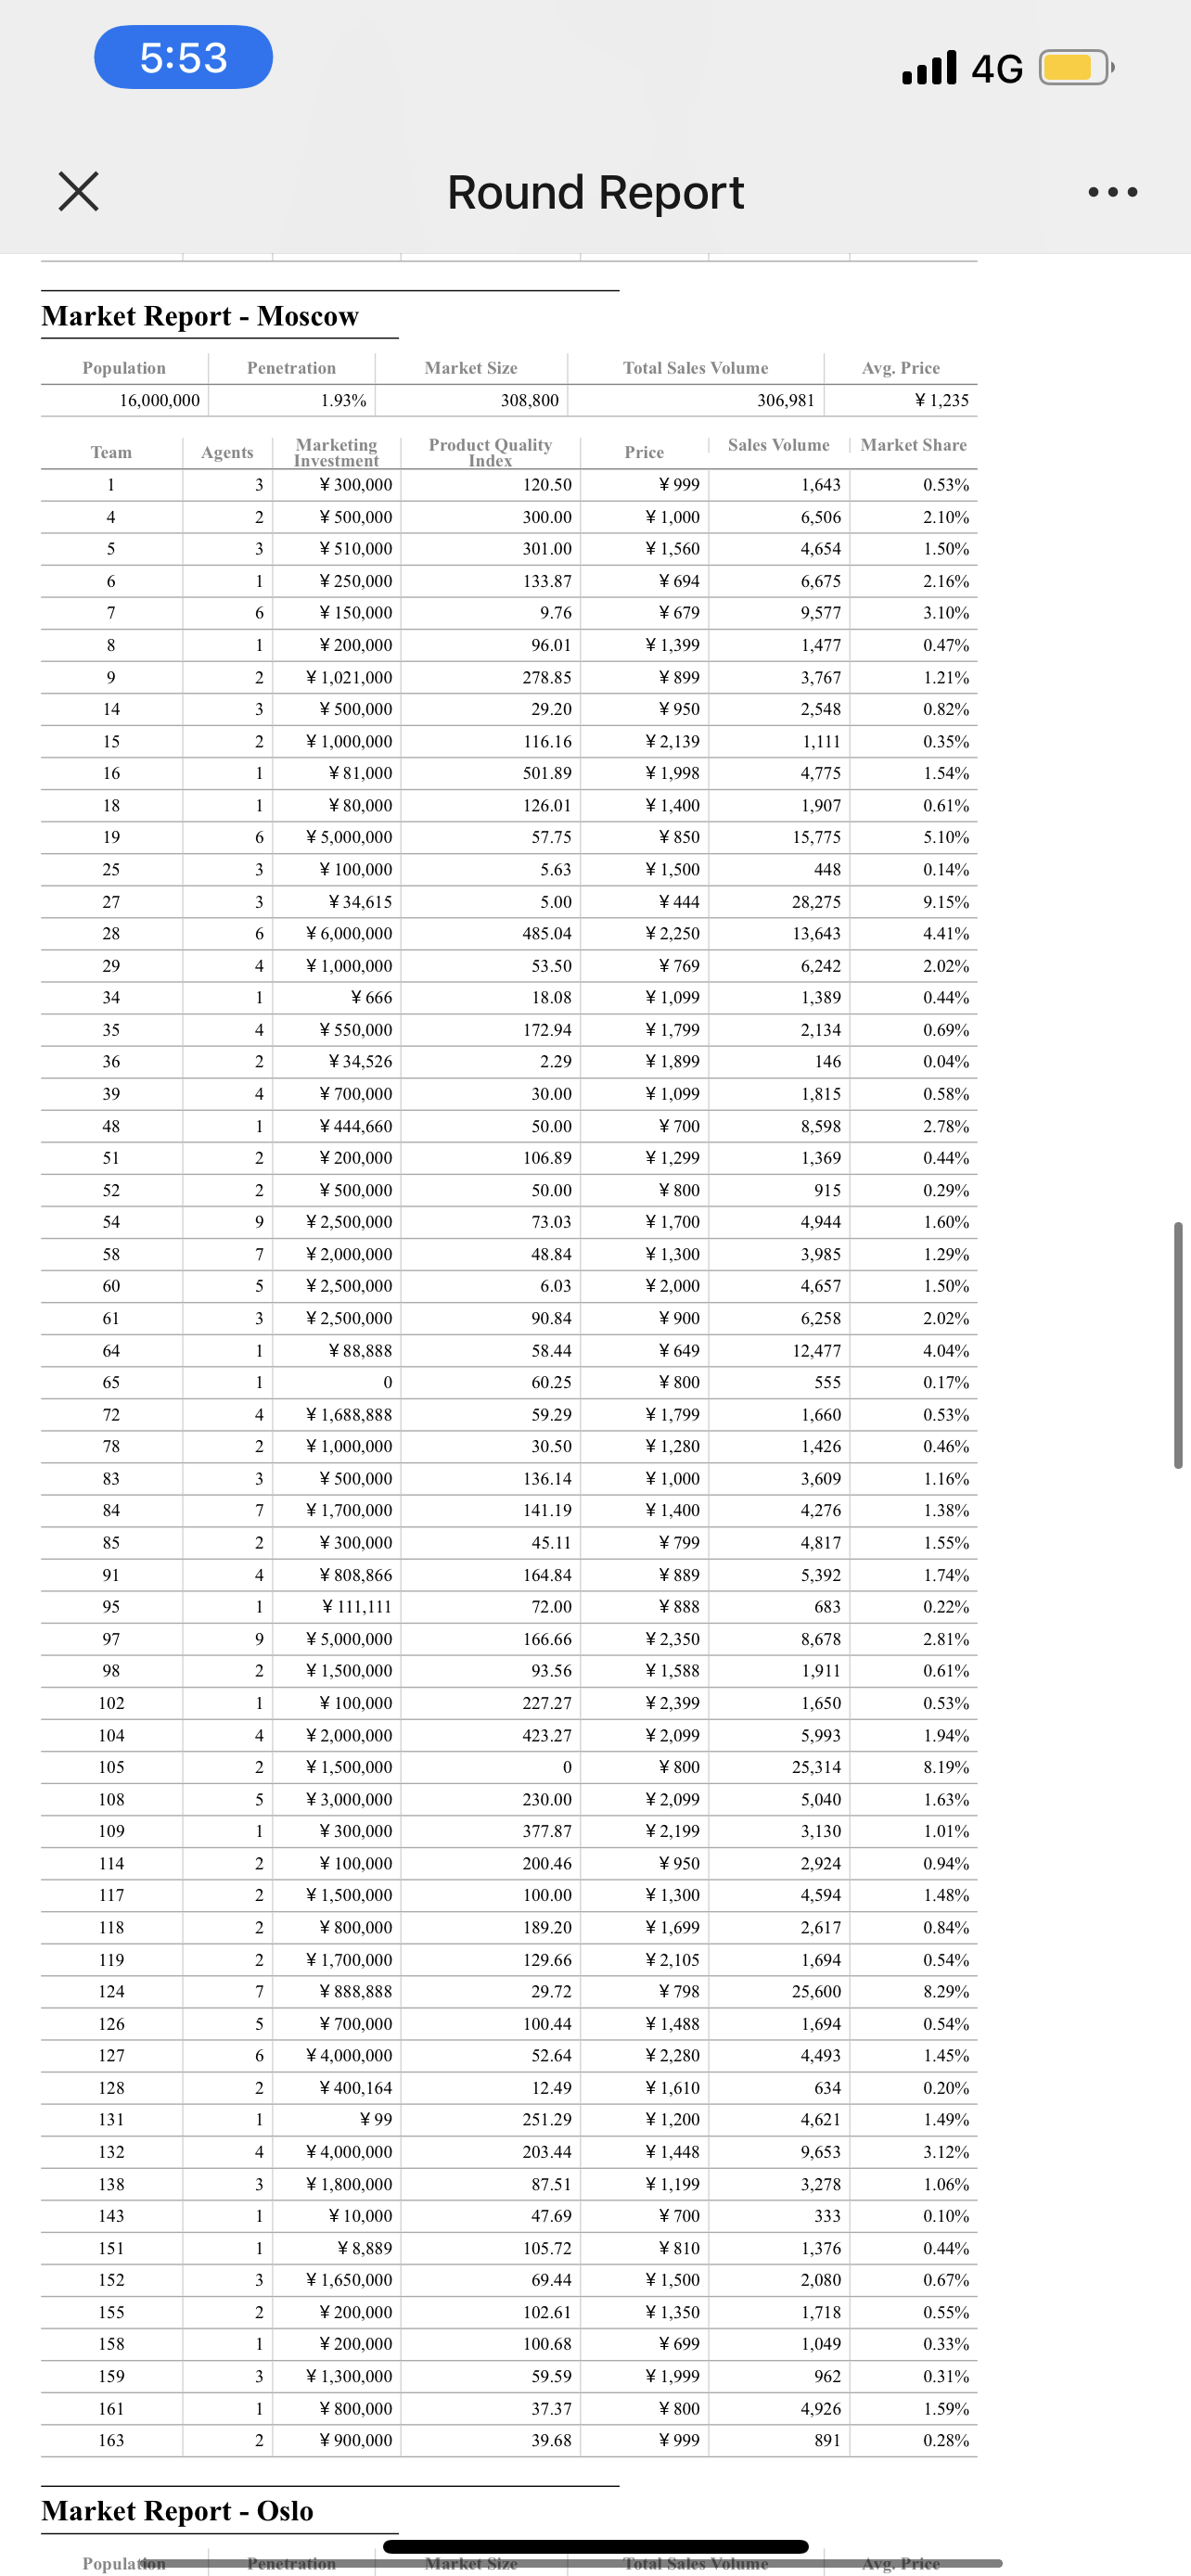 5:53
4G
Round Report
Market Report - Moscow
Population Penetration Market Size Total Sales Volume Avg. Price
16,000,000 1.93% 308,800 306,981 ¥ 1,235
Team Agents Marketing Investment Product Quality Index Price Sales Volume Market Share
1 3 ¥ 300,000 120.50 ¥ 999 1,643 0.53%
4 2 ¥ 500,000 300.00 ¥ 1,000 6,506 2.10%
5 3 ¥ 510,000 301.00 ¥ 1,560 4,654 1.50%
6 1 ¥ 250,000 133.87 ¥ 694 6,675 2.16%
7 6 ¥ 150,000 9.76 ¥ 679 9,577 3.10%
8 1 ¥ 200,000 96.01 ¥ 1,399 1,477 0.47%
9 2 ¥ 1,021,000 278.85 ¥ 899 3,767 1.21%
14 3 ¥ 500,000 29.20 ¥ 950 2,548 0.82%
15 2 ¥ 1,000,000 116.16 ¥ 2,139 1,111 0.35%
16 1 ¥ 81,000 501.89 ¥ 1,998 4,775 1.54%
18 1 ¥ 80,000 126.01 ¥ 1,400 1,907 0.61%
19 6 ¥ 5,000,000 57.75 ¥ 850 15,775 5.10%
25 3 ¥ 100,000 5.63 ¥ 1,500 448 0.14%
27 3 ¥ 34,615 5.00 ¥ 444 28,275 9.15%
28 6 ¥ 6,000,000 485.04 ¥ 2,250 13,643 4.41%
29 4 ¥ 1,000,000 53.50 ¥ 769 6,242 2.02%
34 1 ¥ 666 18.08 ¥ 1,099 1,389 0.44%
35 4 ¥ 550,000 172.94 ¥ 1,799 2,134 0.69%
36 2 ¥ 34,526 2.29 ¥ 1,899 146 0.04%
39 4 ¥ 700,000 30.00 ¥ 1,099 1,815 0.58%
48 1 ¥ 444,660 50.00 ¥ 700 8,598 2.78%
51 2 ¥ 200,000 106.89 ¥ 1,299 1,369 0.44%
52 2 ¥ 500,000 50.00 ¥ 800 915 0.29%
54 9 ¥ 2,500,000 73.03 ¥ 1,700 4,944 1.60%
58 7 ¥ 2,000,000 48.84 ¥ 1,300 3,985 1.29%
60 5 ¥ 2,500,000 6.03 ¥ 2,000 4,657 1.50%
61 3 ¥ 2,500,000 90.84 ¥ 900 6,258 2.02%
64 1 ¥ 88,888 58.44 ¥ 649 12,477 4.04%
65 1 0 60.25 ¥ 800 555 0.17%
72 4 ¥ 1,688,888 59.29 ¥ 1,799 1,660 0.53%
78 2 ¥ 1,000,000 30.50 ¥ 1,280 1,426 0.46%
83 3 ¥ 500,000 136.14 ¥ 1,000 3,609 1.16%
84 7 ¥ 1,700,000 141.19 ¥ 1,400 4,276 1.38%
85 2 ¥ 300,000 45.11 ¥ 799 4,817 1.55%
91 4 ¥ 808,866 164.84 ¥ 889 5,392 1.74%
95 1 ¥ 111,111 72.00 ¥ 888 683 0.22%
97 9 ¥ 5,000,000 166.66 ¥ 2,350 8,678 2.81%
98 2 ¥ 1,500,000 93.56 ¥ 1,588 1,911 0.61%
102 1 ¥ 100,000 227.27 ¥ 2,399 1,650 0.53%
104 4 ¥ 2,000,000 423.27 ¥ 2,099 5,993 1.94%
105 2 ¥ 1,500,000 0 ¥ 800 25,314 8.19%
108 5 ¥ 3,000,000 230.00 ¥ 2,099 5,040 1.63%
109 1 ¥ 300,000 377.87 ¥ 2,199 3,130 1.01%
114 2 ¥ 100,000 200.46 ¥ 950 2,924 0.94%
117 2 ¥ 1,500,000 100.00 ¥ 1,300 4,594 1.48%
118 2 ¥ 800,000 189.20 ¥ 1,699 2,617 0.84%
119 2 ¥ 1,700,000 129.66 ¥ 2,105 1,694 0.54%
124 7 ¥ 888,888 29.72 ¥ 798 25,600 8.29%
126 5 ¥ 700,000 100.44 ¥ 1,488 1,694 0.54%
127 6 ¥ 4,000,000 52.64 ¥ 2,280 4,493 1.45%
128 2 ¥ 400,164 12.49 ¥ 1,610 634 0.20%
131 1 ¥ 99 251.29 ¥ 1,200 4,621 1.49%
132 4 ¥ 4,000,000 203.44 ¥ 1,448 9,653 3.12%
138 3 ¥ 1,800,000 87.51 ¥ 1,199 3,278 1.06%
143 1 ¥ 10,000 47.69 ¥ 700 333 0.10%
151 1 ¥ 8,889 105.72 ¥ 810 1,376 0.44%
152 3 ¥ 1,650,000 69.44 ¥ 1,500 2,080 0.67%
155 2 ¥ 200,000 102.61 ¥ 1,350 1,718 0.55%
158 1 ¥ 200,000 100.68 ¥ 699 1,049 0.33%
159 3 ¥ 1,300,000 59.59 ¥ 1,999 962 0.31%
161 1 ¥ 800,000 37.37 ¥ 800 4,926 1.59%
163 2 ¥ 900,000 39.68 ¥ 999 891 0.28%
Market Report - Oslo
Population Penetration Market Size Total Sales Volume Avg. Price